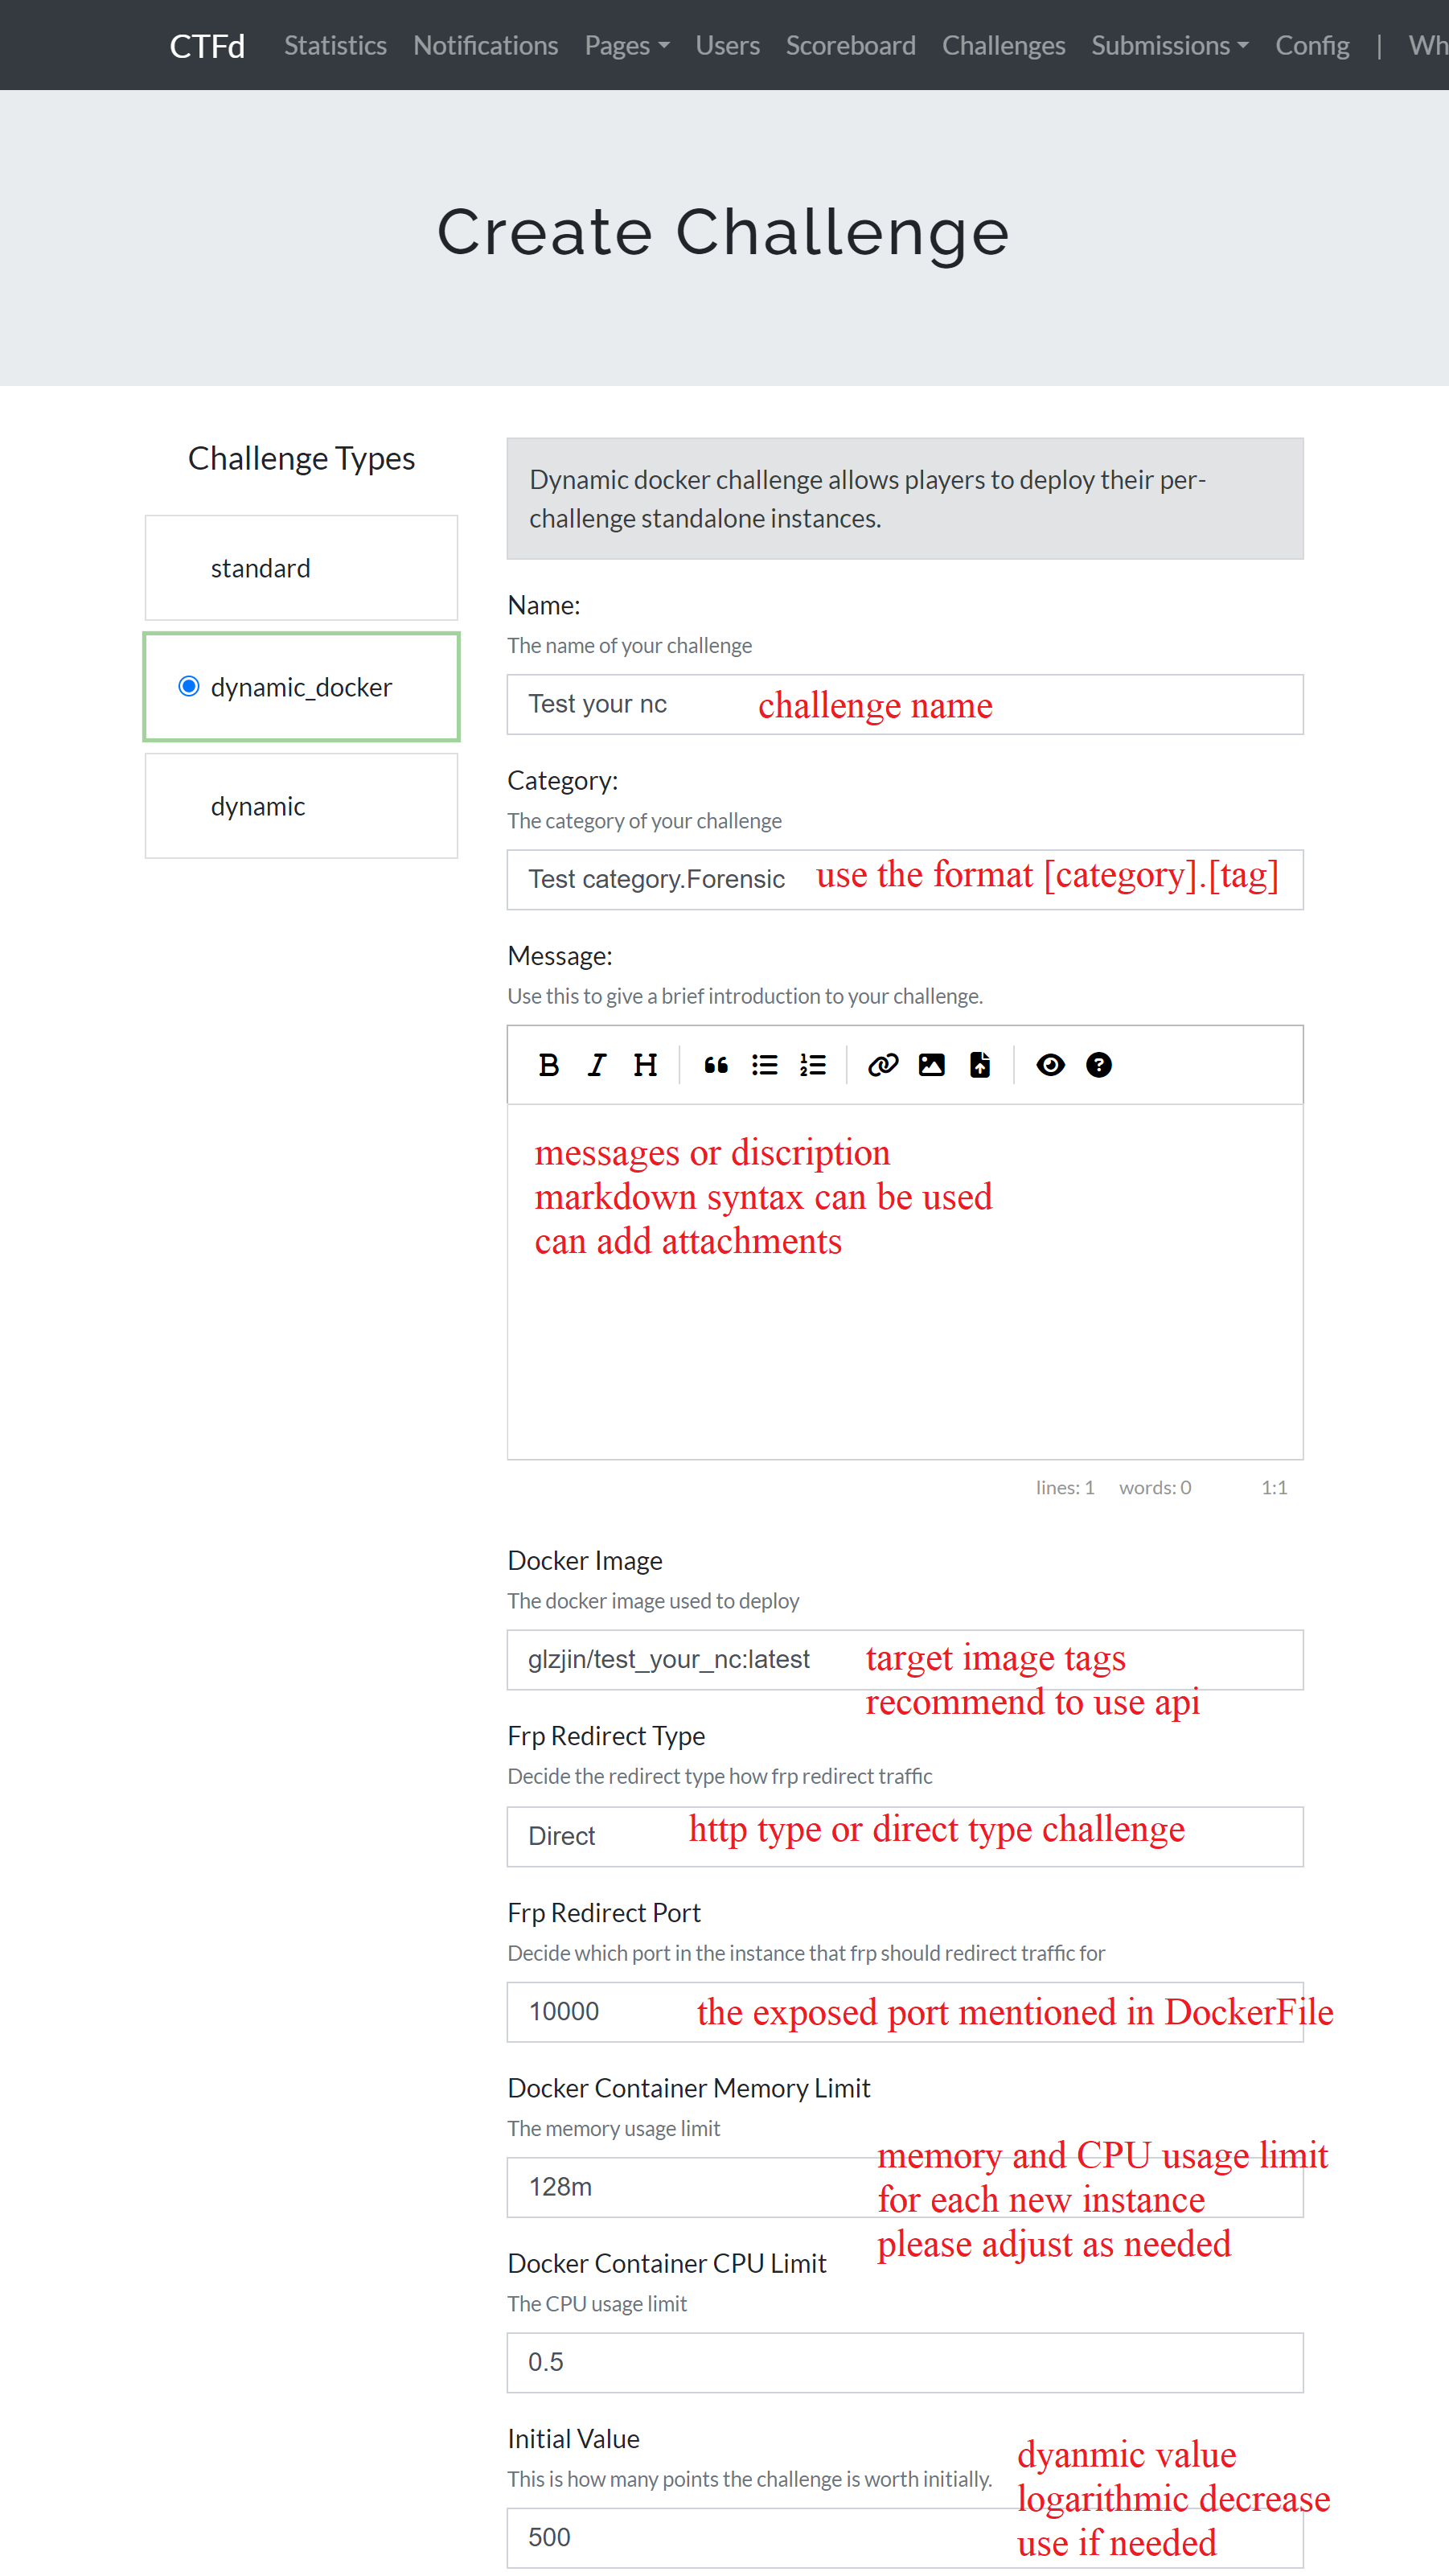 CTFd Statistics Notifications Pages Users Scoreboard Challenges Submissions Config | Wh
Create Challenge
Challenge Types
standard
dynamic_docker
dynamic
Dynamic docker challenge allows players to deploy their per-
challenge standalone instances.
Name:
The name of your challenge
Test your nc challenge name
Category:
The category of your challenge
Test category.Forensic use the format [category].[tag]
Message:
Use this to give a brief introduction to your challenge.
messages or discription
markdown syntax can be used
can add attachments
lines: 1 words: 0 1:1
Docker Image
The docker image used to deploy
glzjin/test_your_nc:latest target image tags
recommend to use api
Frp Redirect Type
Decide the redirect type how frp redirect traffic
Direct http type or direct type challenge
Frp Redirect Port
Decide which port in the instance that frp should redirect traffic for
10000 the exposed port mentioned in DockerFile
Docker Container Memory Limit
The memory usage limit
memory and CPU usage limit
128m for each new instance
please adjust as needed
Docker Container CPU Limit
The CPU usage limit
0.5
Initial Value
dyanmic value
This is how many points the challenge is worth initially.
logarithmic decrease
500 use if needed